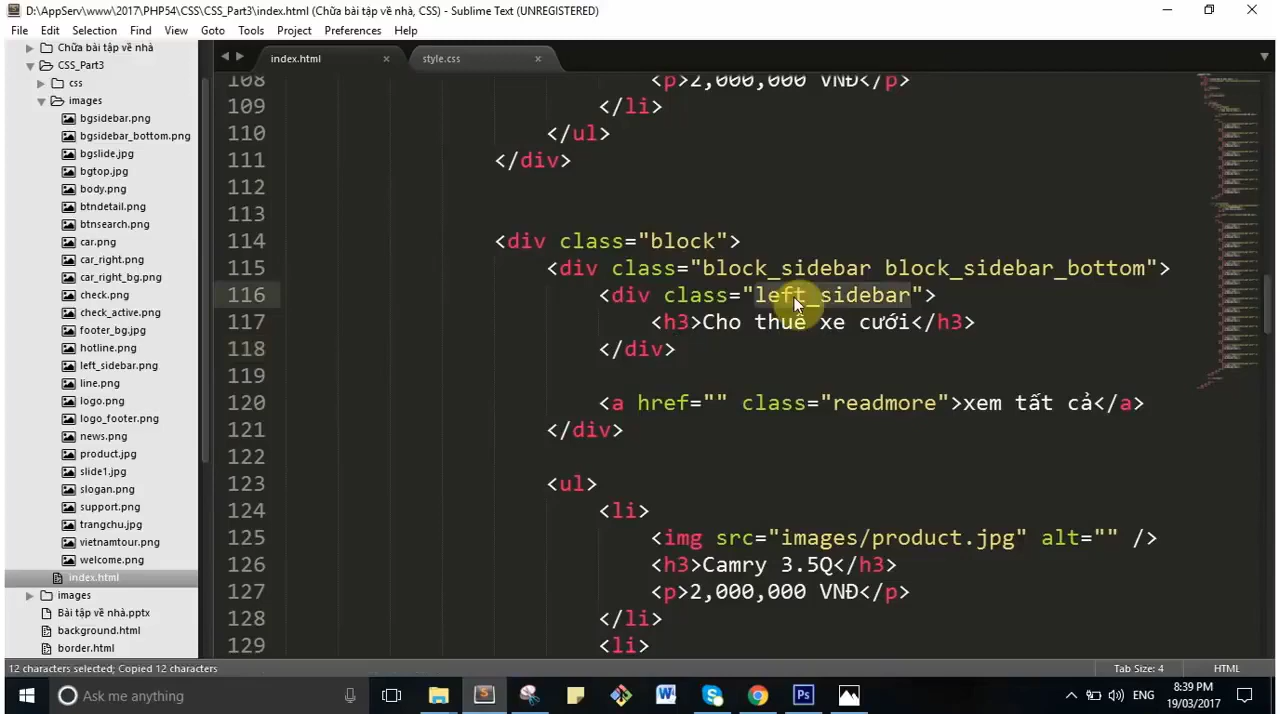 D:\AppServ\www\2017\PHP54\CSS\CSS_Part3\index.html (Chữa bài tập về nhà, CSS) - Sublime Text (UNREGISTERED)
File Edit Selection Find View Goto Tools Project Preferences Help
Chữa bài tập về nhà
CSS_Part3
css
images
bgsidebar.png
bgsidebar_bottom.png
bgslide.jpg
bgtop.jpg
body.png
btndetail.png
btnsearch.png
car.png
car_right.png
car_right_bg.png
check.png
check_active.png
footer_bg.jpg
hotline.png
left_sidebar.png
line.png
logo.png
logo_footer.png
news.png
product.jpg
slide1.jpg
slogan.png
support.png
trangchu.jpg
vietnamtour.png
welcome.png
index.html
images
Bài tập về nhà.pptx
background.html
border.html
index.html × style.css ×
108 <p>2,000,000 VNĐ</p>
109 </li>
110 </ul>
111 </div>
112
113
114 <div class="block">
115 <div class="block_sidebar block_sidebar_bottom">
116 <div class="left_sidebar">
117 <h3>Cho thuê xe cưới</h3>
118 </div>
119
120 <a href="" class="readmore">xem tất cả</a>
121 </div>
122
123 <ul>
124 <li>
125 <img src="images/product.jpg" alt="" />
126 <h3>Camry 3.5Q</h3>
127 <p>2,000,000 VNĐ</p>
128 </li>
129 <li>
12 characters selected; Copied 12 characters Tab Size: 4 HTML
Ask me anything
ENG
8:39 PM
19/03/2017